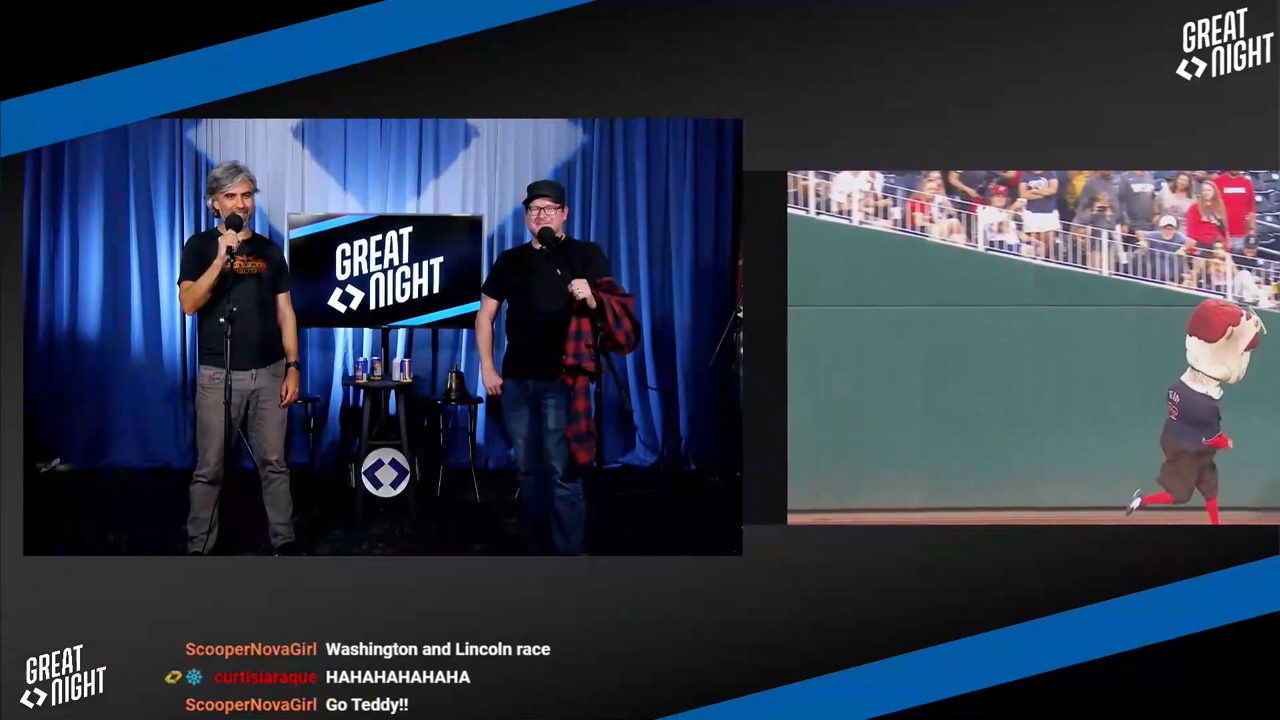 GREAT
NIGHT
GREAT
NIGHT
GREAT
NIGHT
ScooperNovaGirl Washington and Lincoln race
curtisiaraque HAHAHAHAHAHA
ScooperNovaGirl Go Teddy!!